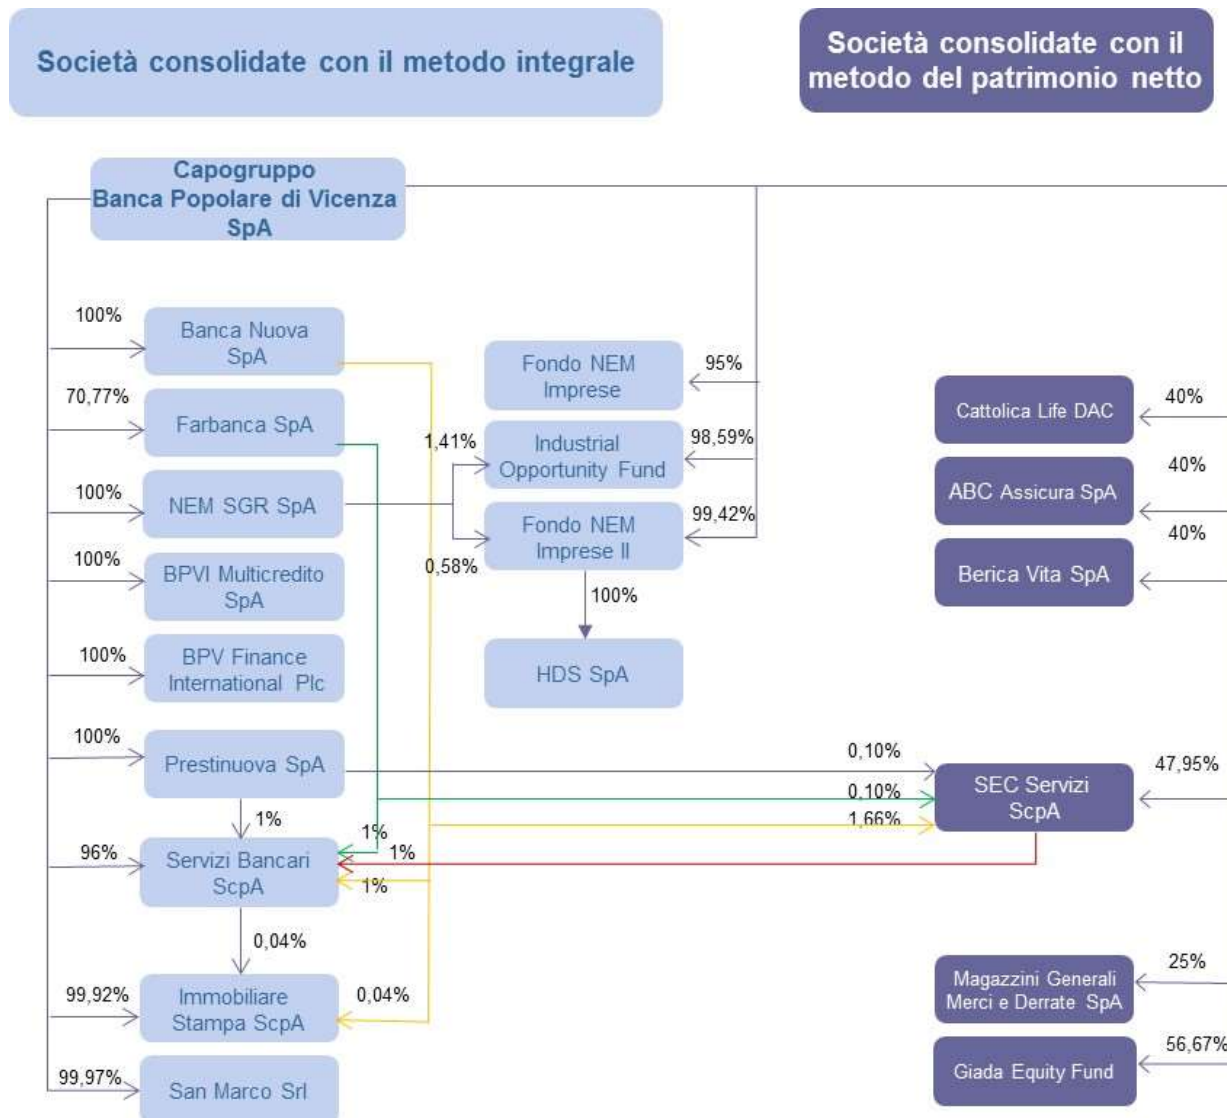 Società consolidate con il metodo integrale
Società consolidate con il
metodo del patrimonio netto
Capogruppo
Banca Popolare di Vicenza
SpA
100%
Banca Nuova
SpA
70,77%
Farbanca SpA
100%
NEM SGR SpA
100%
BPVI Multicredito
SpA
100%
BPV Finance
International Plc
100%
Prestinuova SpA
1%
96%
Servizi Bancari
ScpA
1%
1%
1%
0,04%
99,92%
Immobiliare
Stampa ScpA
0,04%
99,97%
San Marco Srl
Fondo NEM
Imprese
95%
1,41%
Industrial
Opportunity Fund
98,59%
0,58%
Fondo NEM
Imprese II
99,42%
100%
HDS SpA
Cattolica Life DAC
40%
ABC Assicura SpA
40%
Berica Vita SpA
40%
0,10%
0,10%
1,66%
SEC Servizi
ScpA
47,95%
Magazzini Generali
Merci e Derrate SpA
25%
Giada Equity Fund
56,67%